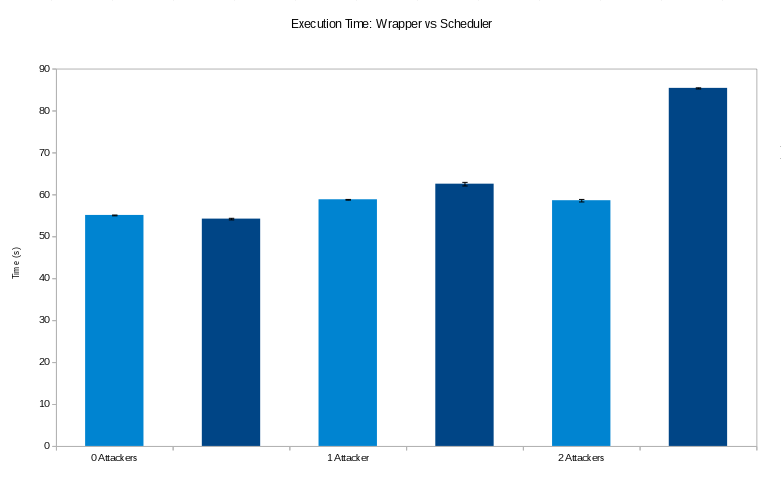 Execution Time: Wrapper vs Scheduler
90
80
70
60
50
40
30
20
10
0
Time (s)
0 Attackers
1 Attacker
2 Attackers